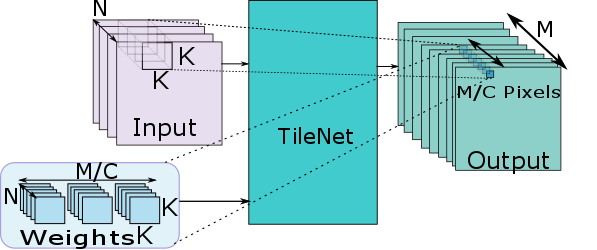 N
K
K
Input
TileNet
M
M/C Pixels
Output
M/C
N
K
K
Weights